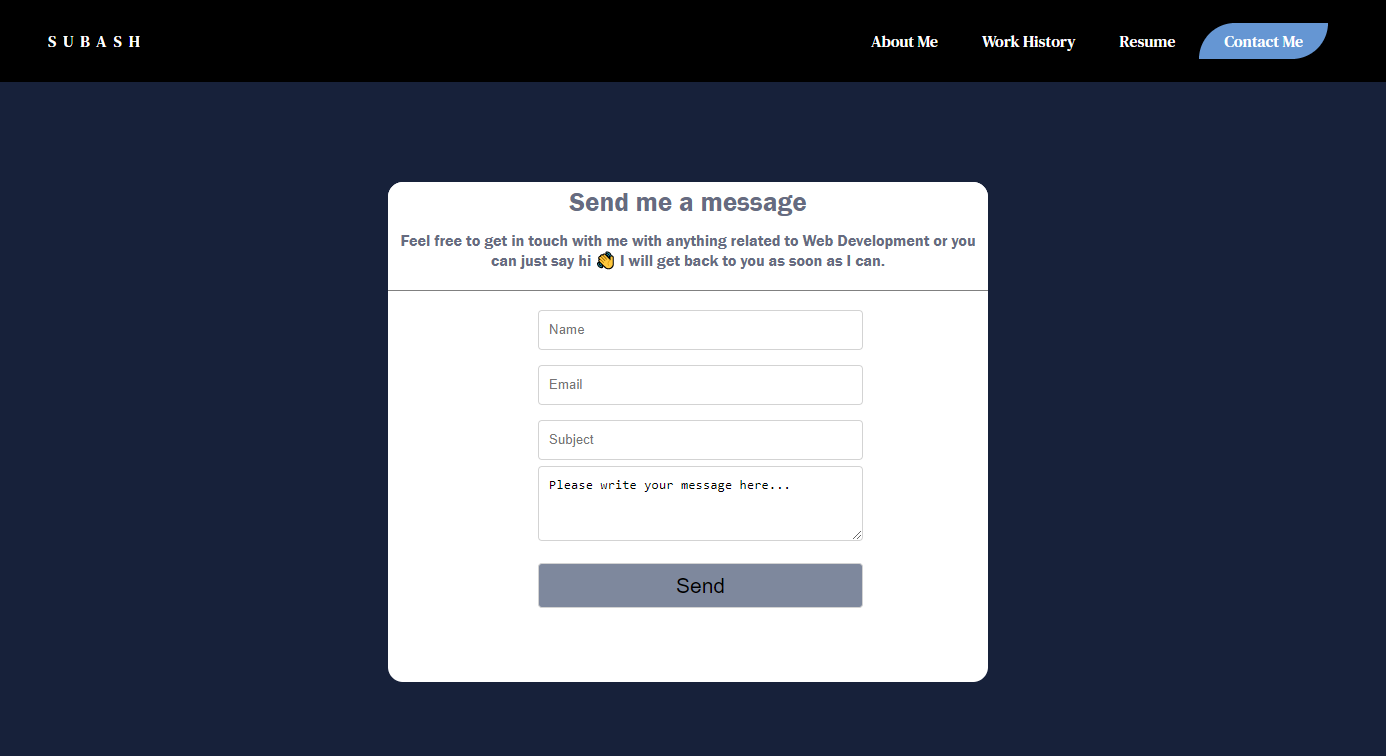 SUBASH
About Me
Work History
Resume
Contact Me
Send me a message
Feel free to get in touch with me with anything related to Web Development or you
can just say hi 👋 I will get back to you as soon as I can.
Name
Email
Subject
Please write your message here...
Send